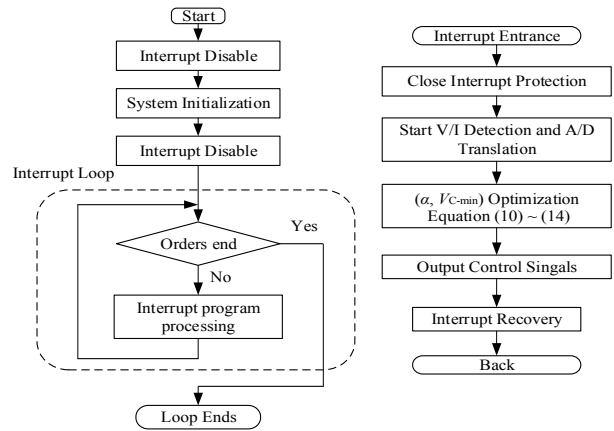 Start
Interrupt Disable
System Initialization
Interrupt Disable
Interrupt Loop
Orders end
Yes
No
Interrupt program
processing
Loop Ends
Interrupt Entrance
Close Interrupt Protection
Start V/I Detection and A/D
Translation
(α, VC-min) Optimization
Equation (10) ~ (14)
Output Control Singals
Interrupt Recovery
Back